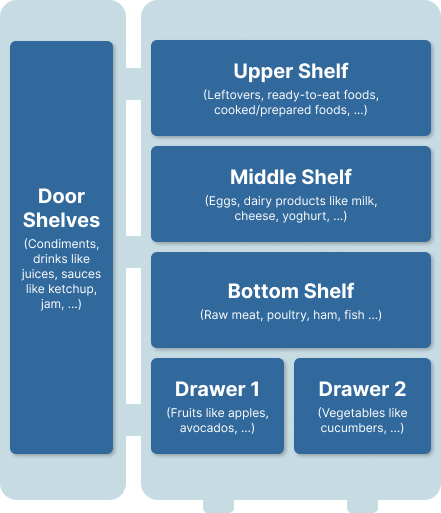 Door
Shelves
(Condiments,
drinks like
juices, sauces
like ketchup,
jam, ...)
Upper Shelf
(Leftovers, ready-to-eat foods,
cooked/prepared foods, ...)
Middle Shelf
(Eggs, dairy products like milk,
cheese, yoghurt, ...)
Bottom Shelf
(Raw meat, poultry, ham, fish ...)
Drawer 1
(Fruits like apples,
avocados, ...)
Drawer 2
(Vegetables like
cucumbers, ...)